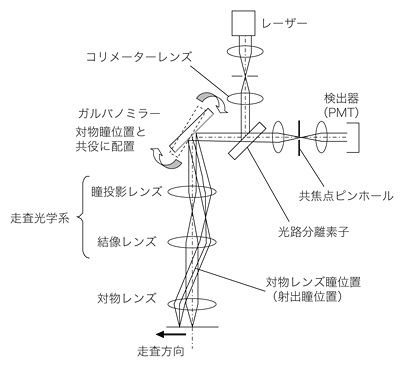 レーザー
コリメーターレンズ
検出器
(PMT)
ガルバノミラー
対物瞳位置と
共役に配置
共焦点ピンホール
瞳投影レンズ
走査光学系
光路分離素子
結像レンズ
対物レンズ瞳位置
(射出瞳位置)
対物レンズ
走査方向